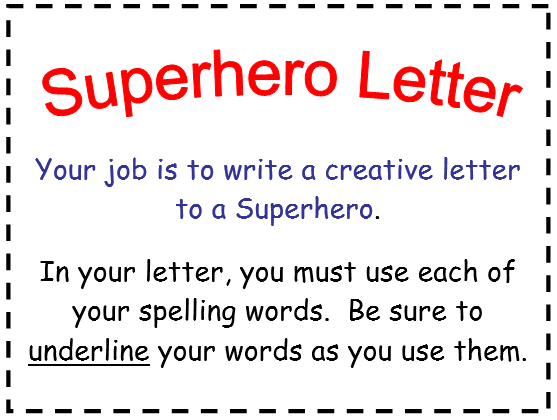 Superhero Letter
Your job is to write a creative letter
to a Superhero.
In your letter, you must use each of
your spelling words.  Be sure to
underline your words as you use them.